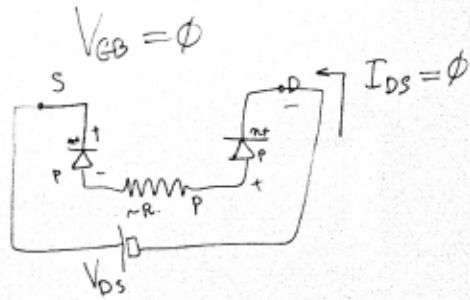 V_GB = ϕ
S
D
I_DS = ϕ
-
n+ +
n+
P -
P
~R. P +
V_DS